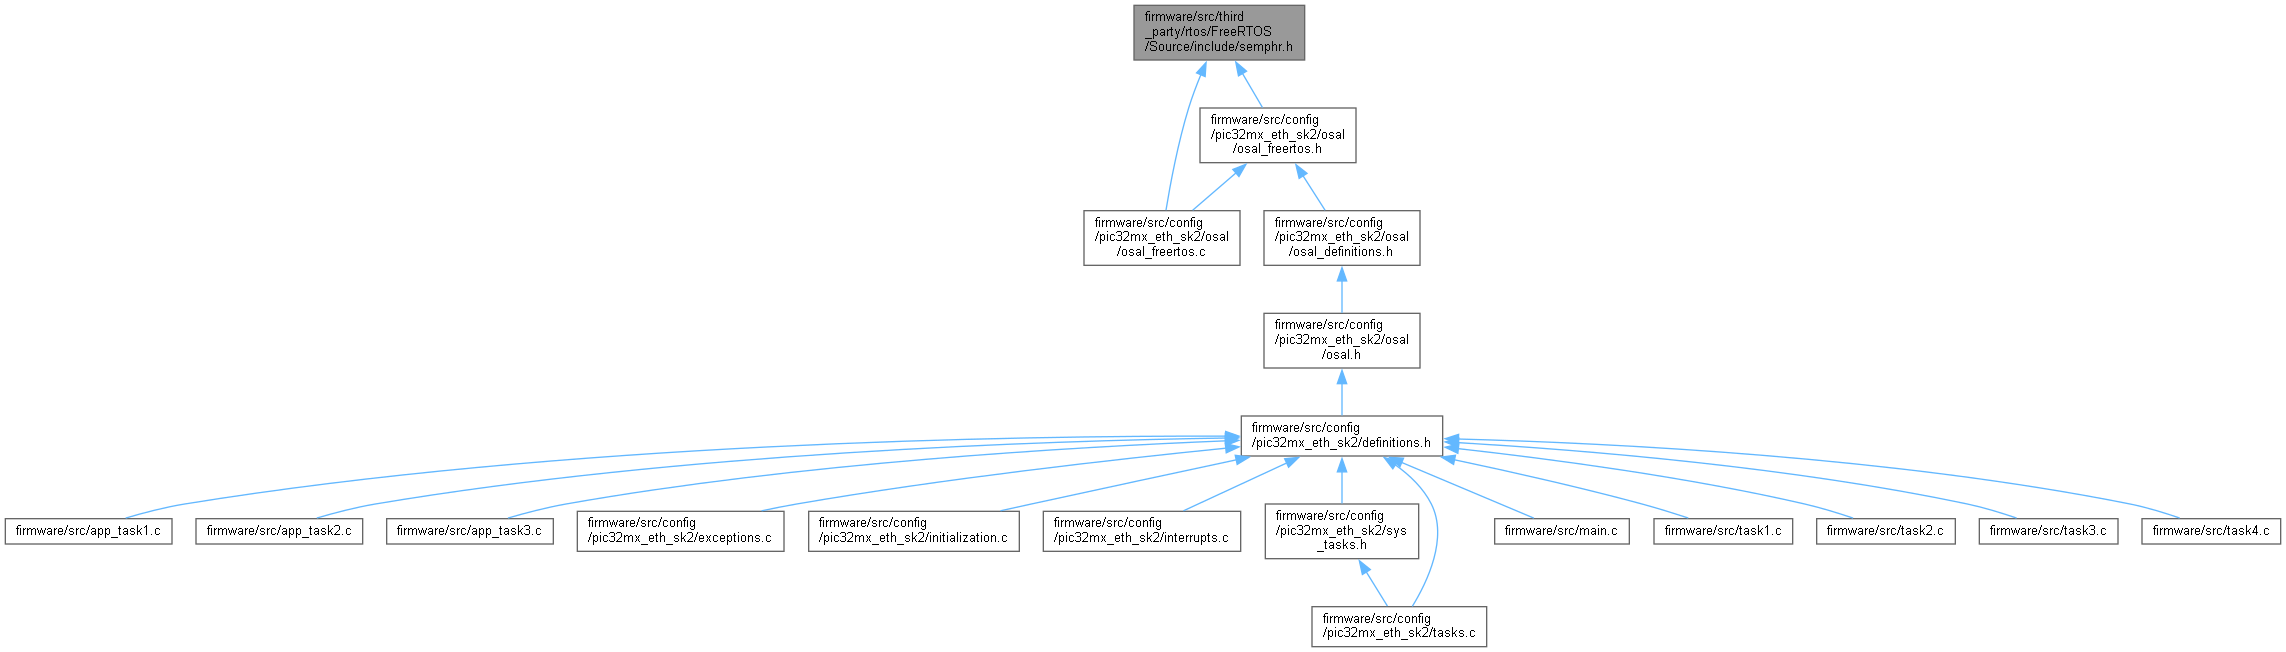 firmware/src/third
_party/rtos/FreeRTOS
/Source/include/semphr.h
firmware/src/config
/pic32mx_eth_sk2/osal
/osal_freertos.h
firmware/src/config
/pic32mx_eth_sk2/osal
/osal_freertos.c
firmware/src/config
/pic32mx_eth_sk2/osal
/osal_definitions.h
firmware/src/config
/pic32mx_eth_sk2/osal
/osal.h
firmware/src/config
/pic32mx_eth_sk2/definitions.h
firmware/src/app_task1.c
firmware/src/app_task2.c
firmware/src/app_task3.c
firmware/src/config
/pic32mx_eth_sk2/exceptions.c
firmware/src/config
/pic32mx_eth_sk2/initialization.c
firmware/src/config
/pic32mx_eth_sk2/interrupts.c
firmware/src/config
/pic32mx_eth_sk2/sys
_tasks.h
firmware/src/main.c
firmware/src/task1.c
firmware/src/task2.c
firmware/src/task3.c
firmware/src/task4.c
firmware/src/config
/pic32mx_eth_sk2/tasks.c